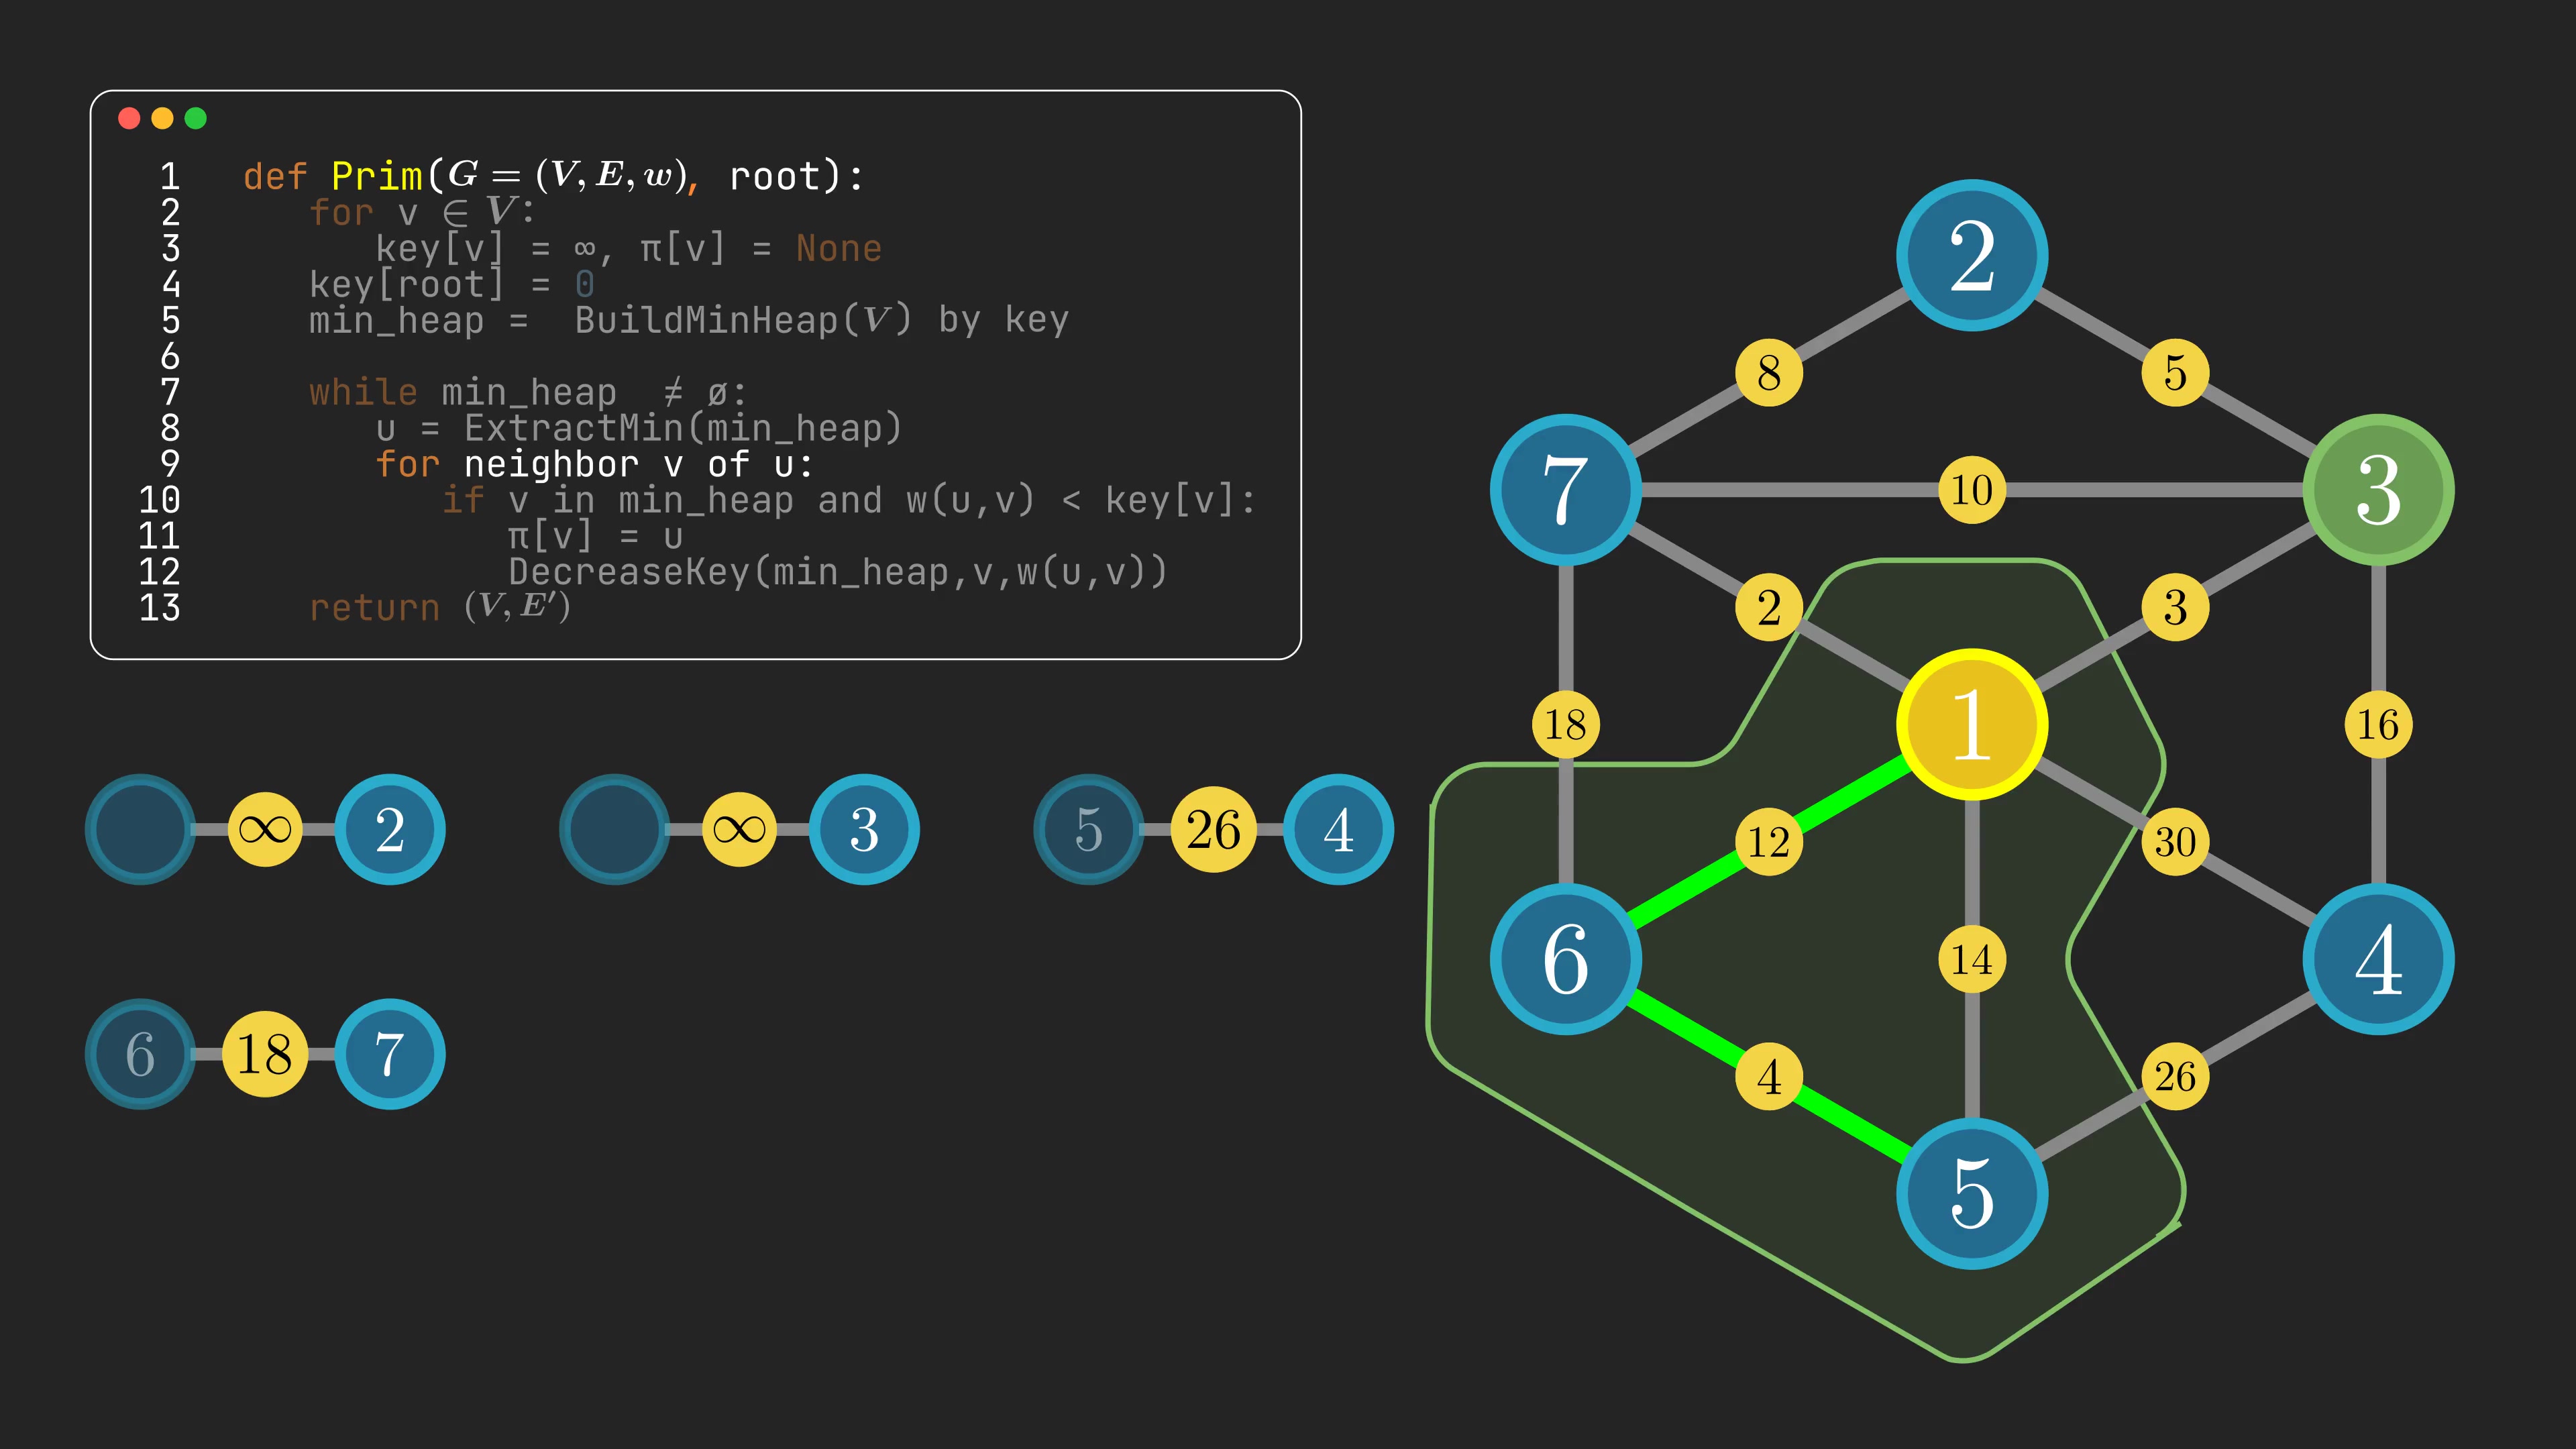 1 def Prim(G = (V, E, w), root):
2 for v ∈ V:
3 key[v] = ∞, π[v] = None
4 key[root] = 0
5 min_heap = BuildMinHeap(V) by key
6
7 while min_heap ≠ ø:
8 u = ExtractMin(min_heap)
9 for neighbor v of u:
10 if v in min_heap and w(u,v) < key[v]:
11 π[v] = u
12 DecreaseKey(min_heap,v,w(u,v))
13 return (V, E′)
∞ 2
∞ 3
5 26 4
6 18 7
2
8 5
7 10 3
2 3
18 1 16
12 30
6 14 4
4 26
5